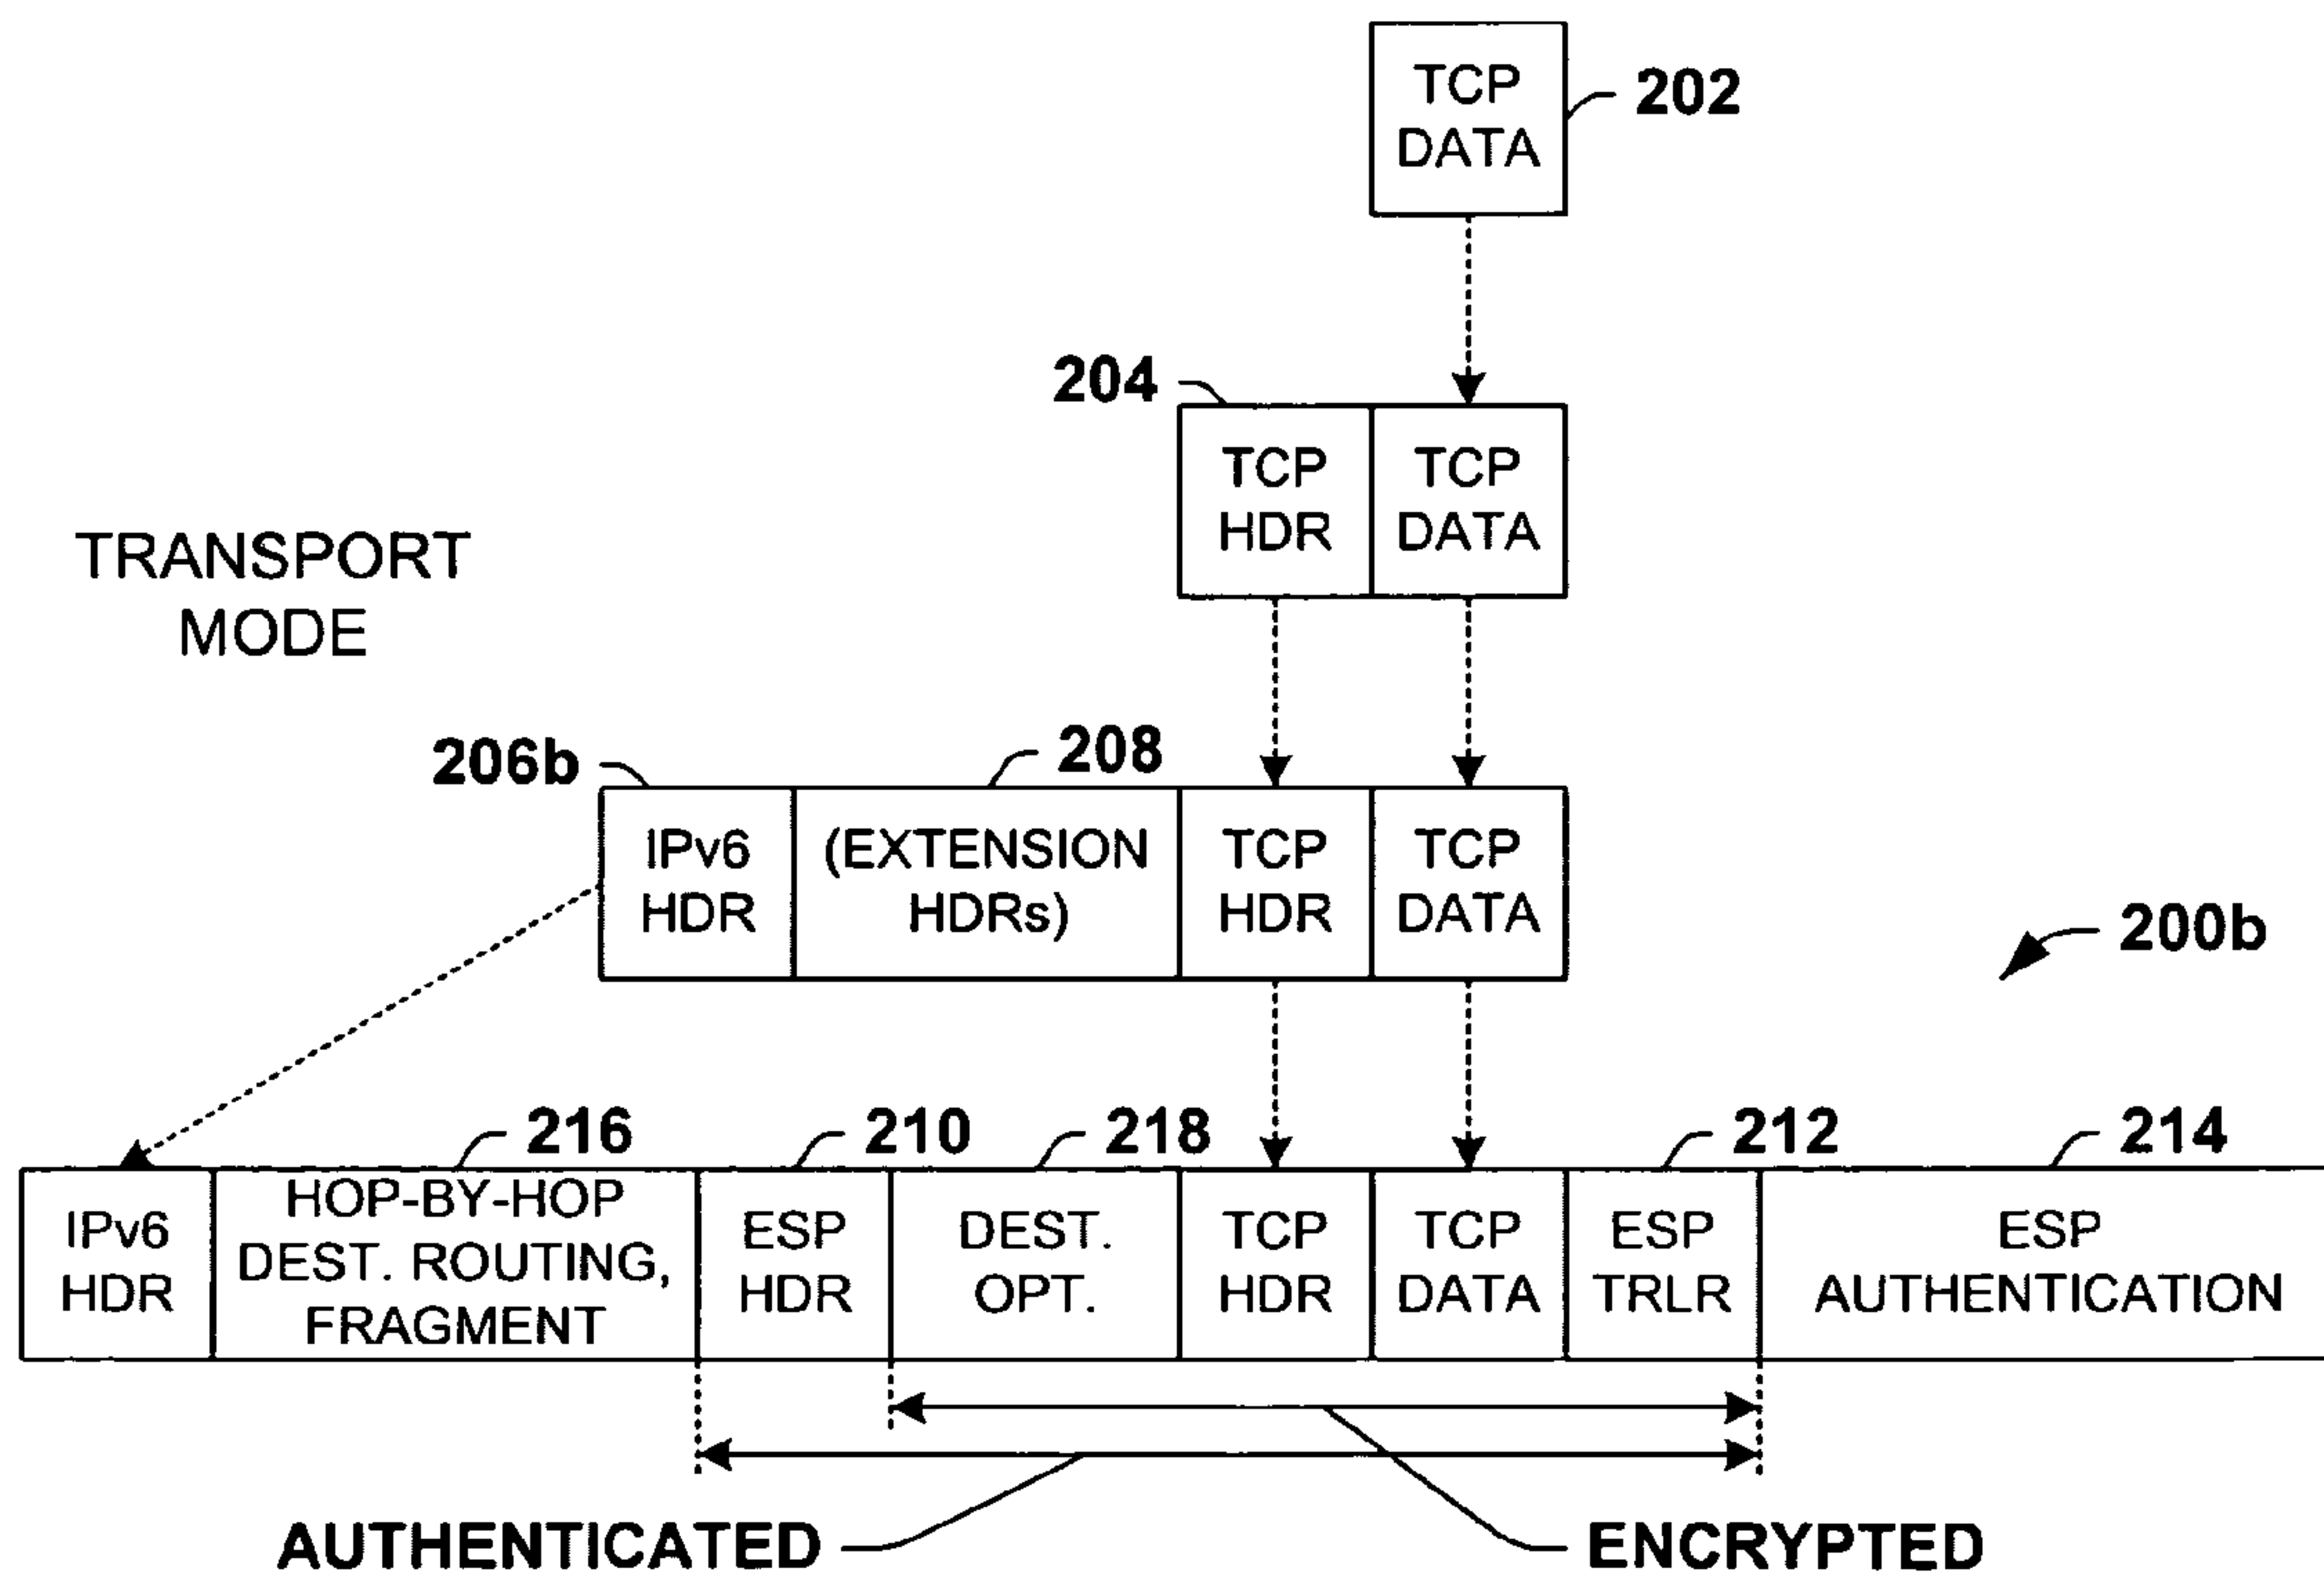 TCP
DATA
202
204
TCP
HDR
TCP
DATA
TRANSPORT
MODE
206b
208
IPv6
HDR
(EXTENSION
HDRs)
TCP
HDR
TCP
DATA
200b
216
210
218
212
214
IPv6
HDR
HOP-BY-HOP
DEST. ROUTING,
FRAGMENT
ESP
HDR
DEST.
OPT.
TCP
HDR
TCP
DATA
ESP
TRLR
ESP
AUTHENTICATION
AUTHENTICATED
ENCRYPTED